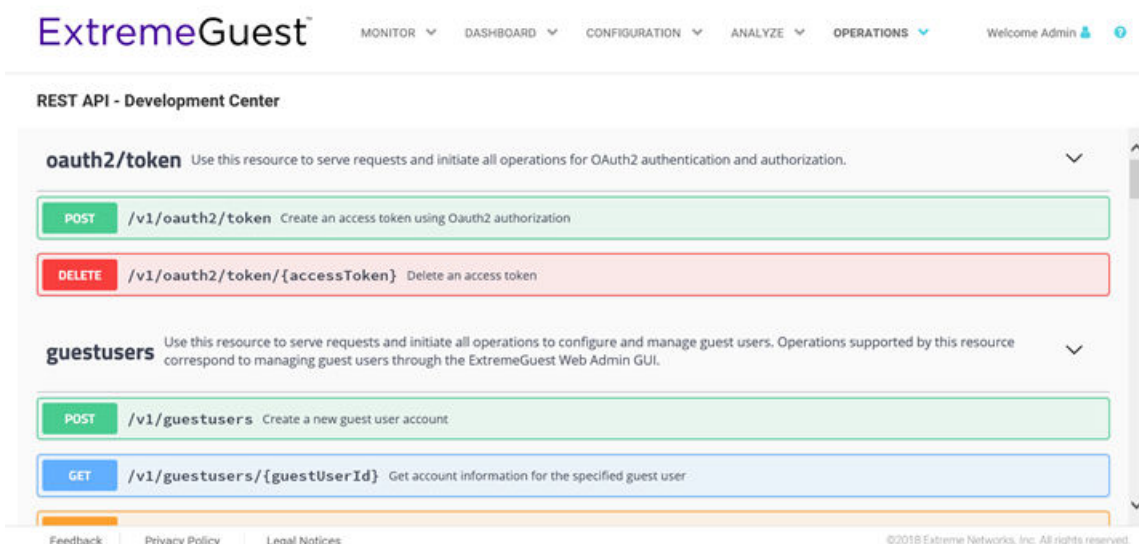 ExtremeGuest™ MONITOR DASHBOARD CONFIGURATION ANALYZE OPERATIONS Welcome Admin ?
REST API - Development Center
oauth2/token Use this resource to serve requests and initiate all operations for OAuth2 authentication and authorization.
POST /v1/oauth2/token Create an access token using Oauth2 authorization
DELETE /v1/oauth2/token/{accessToken} Delete an access token
guestusers Use this resource to serve requests and initiate all operations to configure and manage guest users. Operations supported by this resource
correspond to managing guest users through the ExtremeGuest Web Admin GUI.
POST /v1/guestusers Create a new guest user account
GET /v1/guestusers/{guestUserId} Get account information for the specified guest user
Feedback Privacy Policy Legal Notices ©2018 Extreme Networks, Inc. All rights reserved.